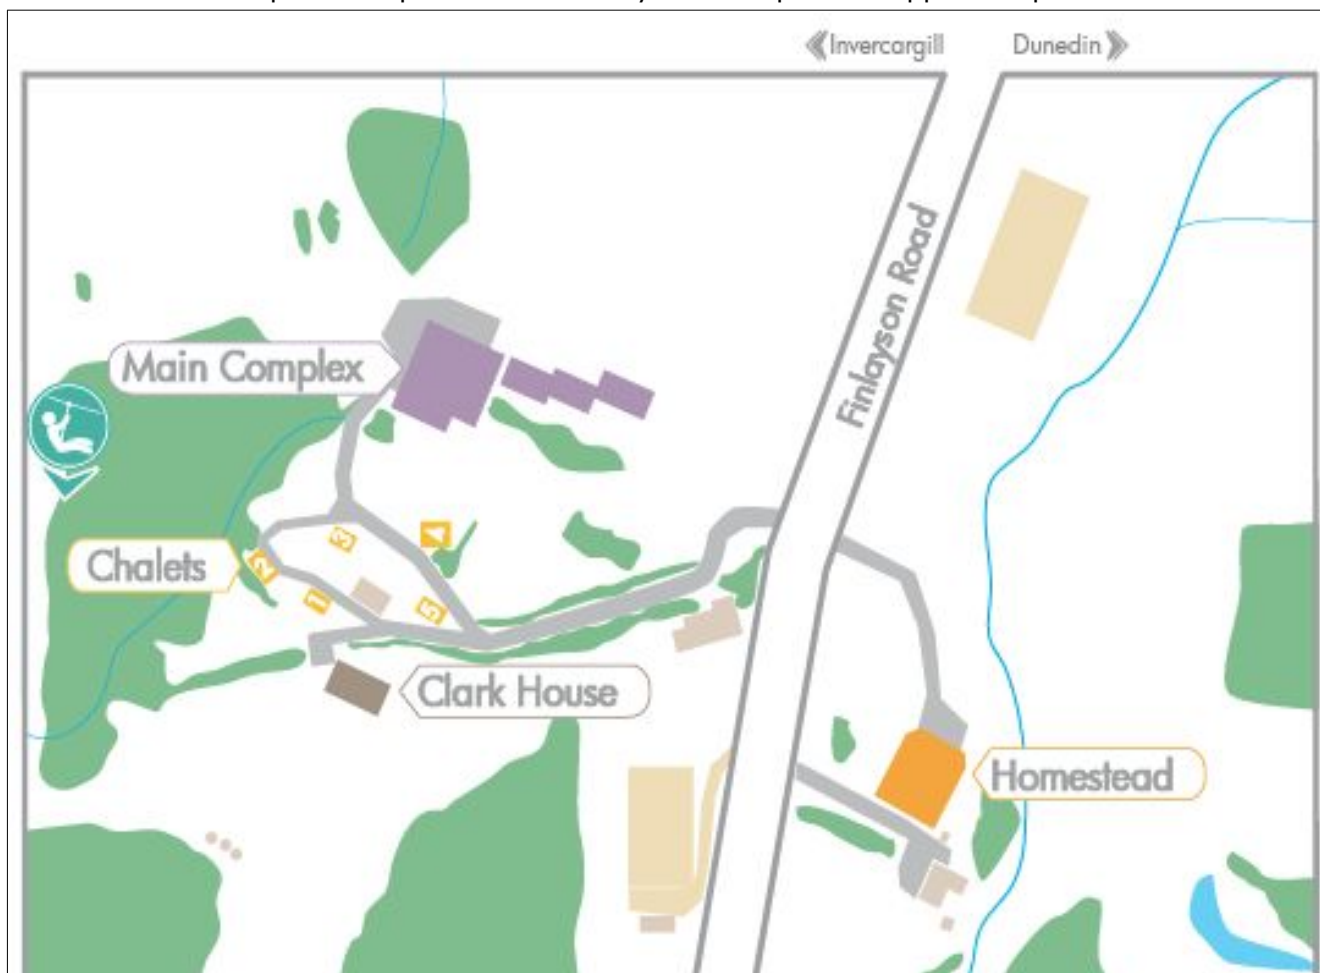 Invercargill
Dunedin
Finlayson Road
Main Complex
Chalets
1
2
3
4
5
Clark House
Homestead